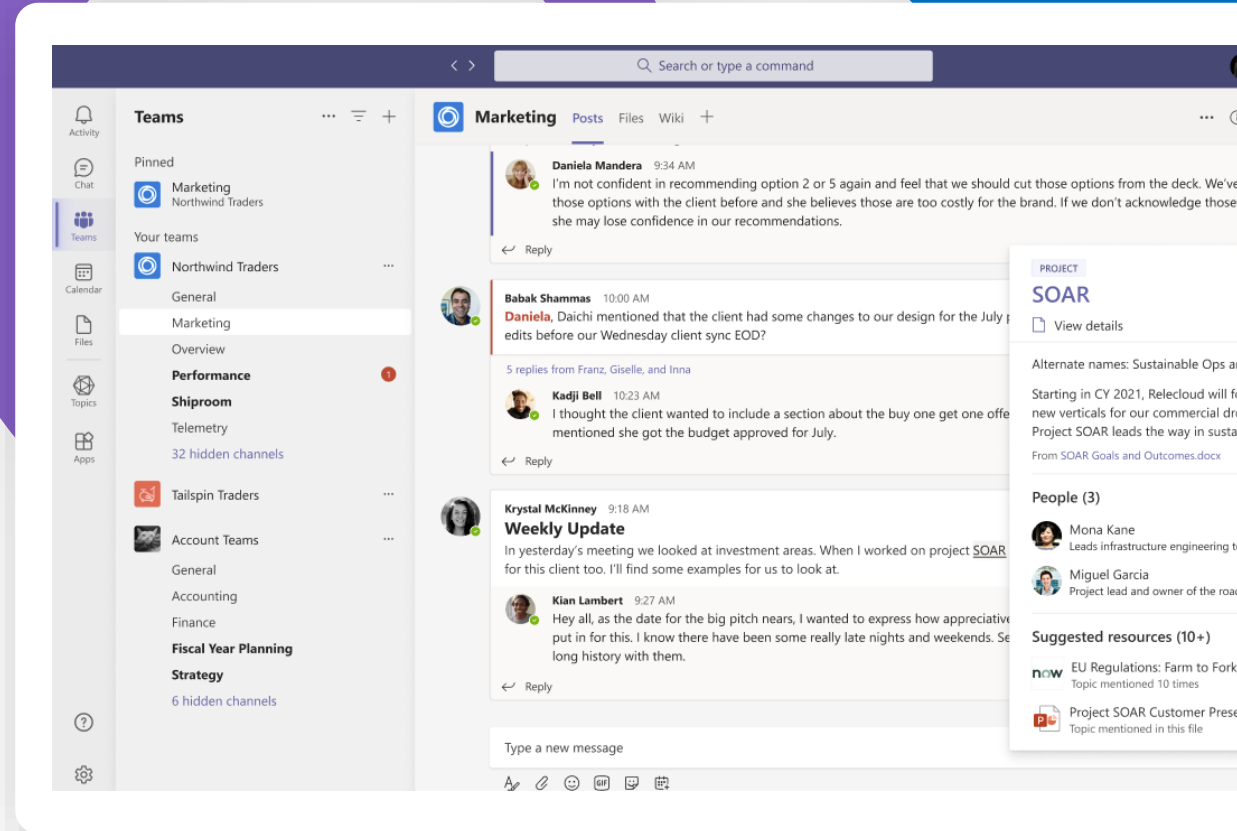 Search or type a command
Activity
Chat
Teams
Calendar
Files
Topics
Apps
Teams
Pinned
Marketing
Northwind Traders
Your teams
Northwind Traders
General
Marketing
Overview
Performance
1
Shiproom
Telemetry
32 hidden channels
Tailspin Traders
Account Teams
General
Accounting
Finance
Fiscal Year Planning
Strategy
6 hidden channels
Marketing Posts Files Wiki
Daniela Mandera 9:34 AM
I'm not confident in recommending option 2 or 5 again and feel that we should cut those options from the deck. We've
those options with the client before and she believes those are too costly for the brand. If we don't acknowledge those
she may lose confidence in our recommendations.
Reply
Babak Shammas 10:00 AM
Daniela, Daichi mentioned that the client had some changes to our design for the July
edits before our Wednesday client sync EOD?
5 replies from Franz, Giselle, and Inna
Kadji Bell 10:23 AM
I thought the client wanted to include a section about the buy one get one offe
mentioned she got the budget approved for July.
Reply
Krystal McKinney 9:18 AM
Weekly Update
In yesterday's meeting we looked at investment areas. When I worked on project SOAR
for this client too. I'll find some examples for us to look at.
Kian Lambert 9:27 AM
Hey all, as the date for the big pitch nears, I wanted to express how appreciative
put in for this. I know there have been some really late nights and weekends. Se
long history with them.
Reply
Type a new message
GIF
PROJECT
SOAR
View details
Alternate names: Sustainable Ops a
Starting in CY 2021, Relecloud will f
new verticals for our commercial dr
Project SOAR leads the way in susta
From SOAR Goals and Outcomes.docx
People (3)
Mona Kane
Leads infrastructure engineering t
Miguel Garcia
Project lead and owner of the roa
Suggested resources (10+)
now
EU Regulations: Farm to Fork
Topic mentioned 10 times
P
Project SOAR Customer Prese
Topic mentioned in this file